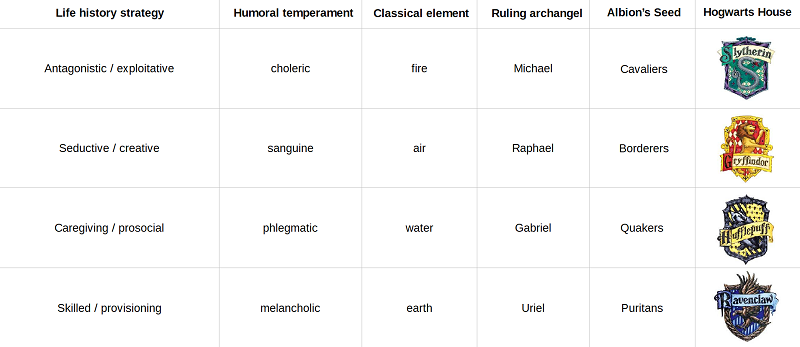 Life history strategy Humoral temperament Classical element Ruling archangel Albion's Seed Hogwarts House
Antagonistic / exploitative choleric fire Michael Cavaliers Slytherin
Seductive / creative sanguine air Raphael Borderers Gryffindor
Caregiving / prosocial phlegmatic water Gabriel Quakers Hufflepuff
Skilled / provisioning melancholic earth Uriel Puritans Ravenclaw